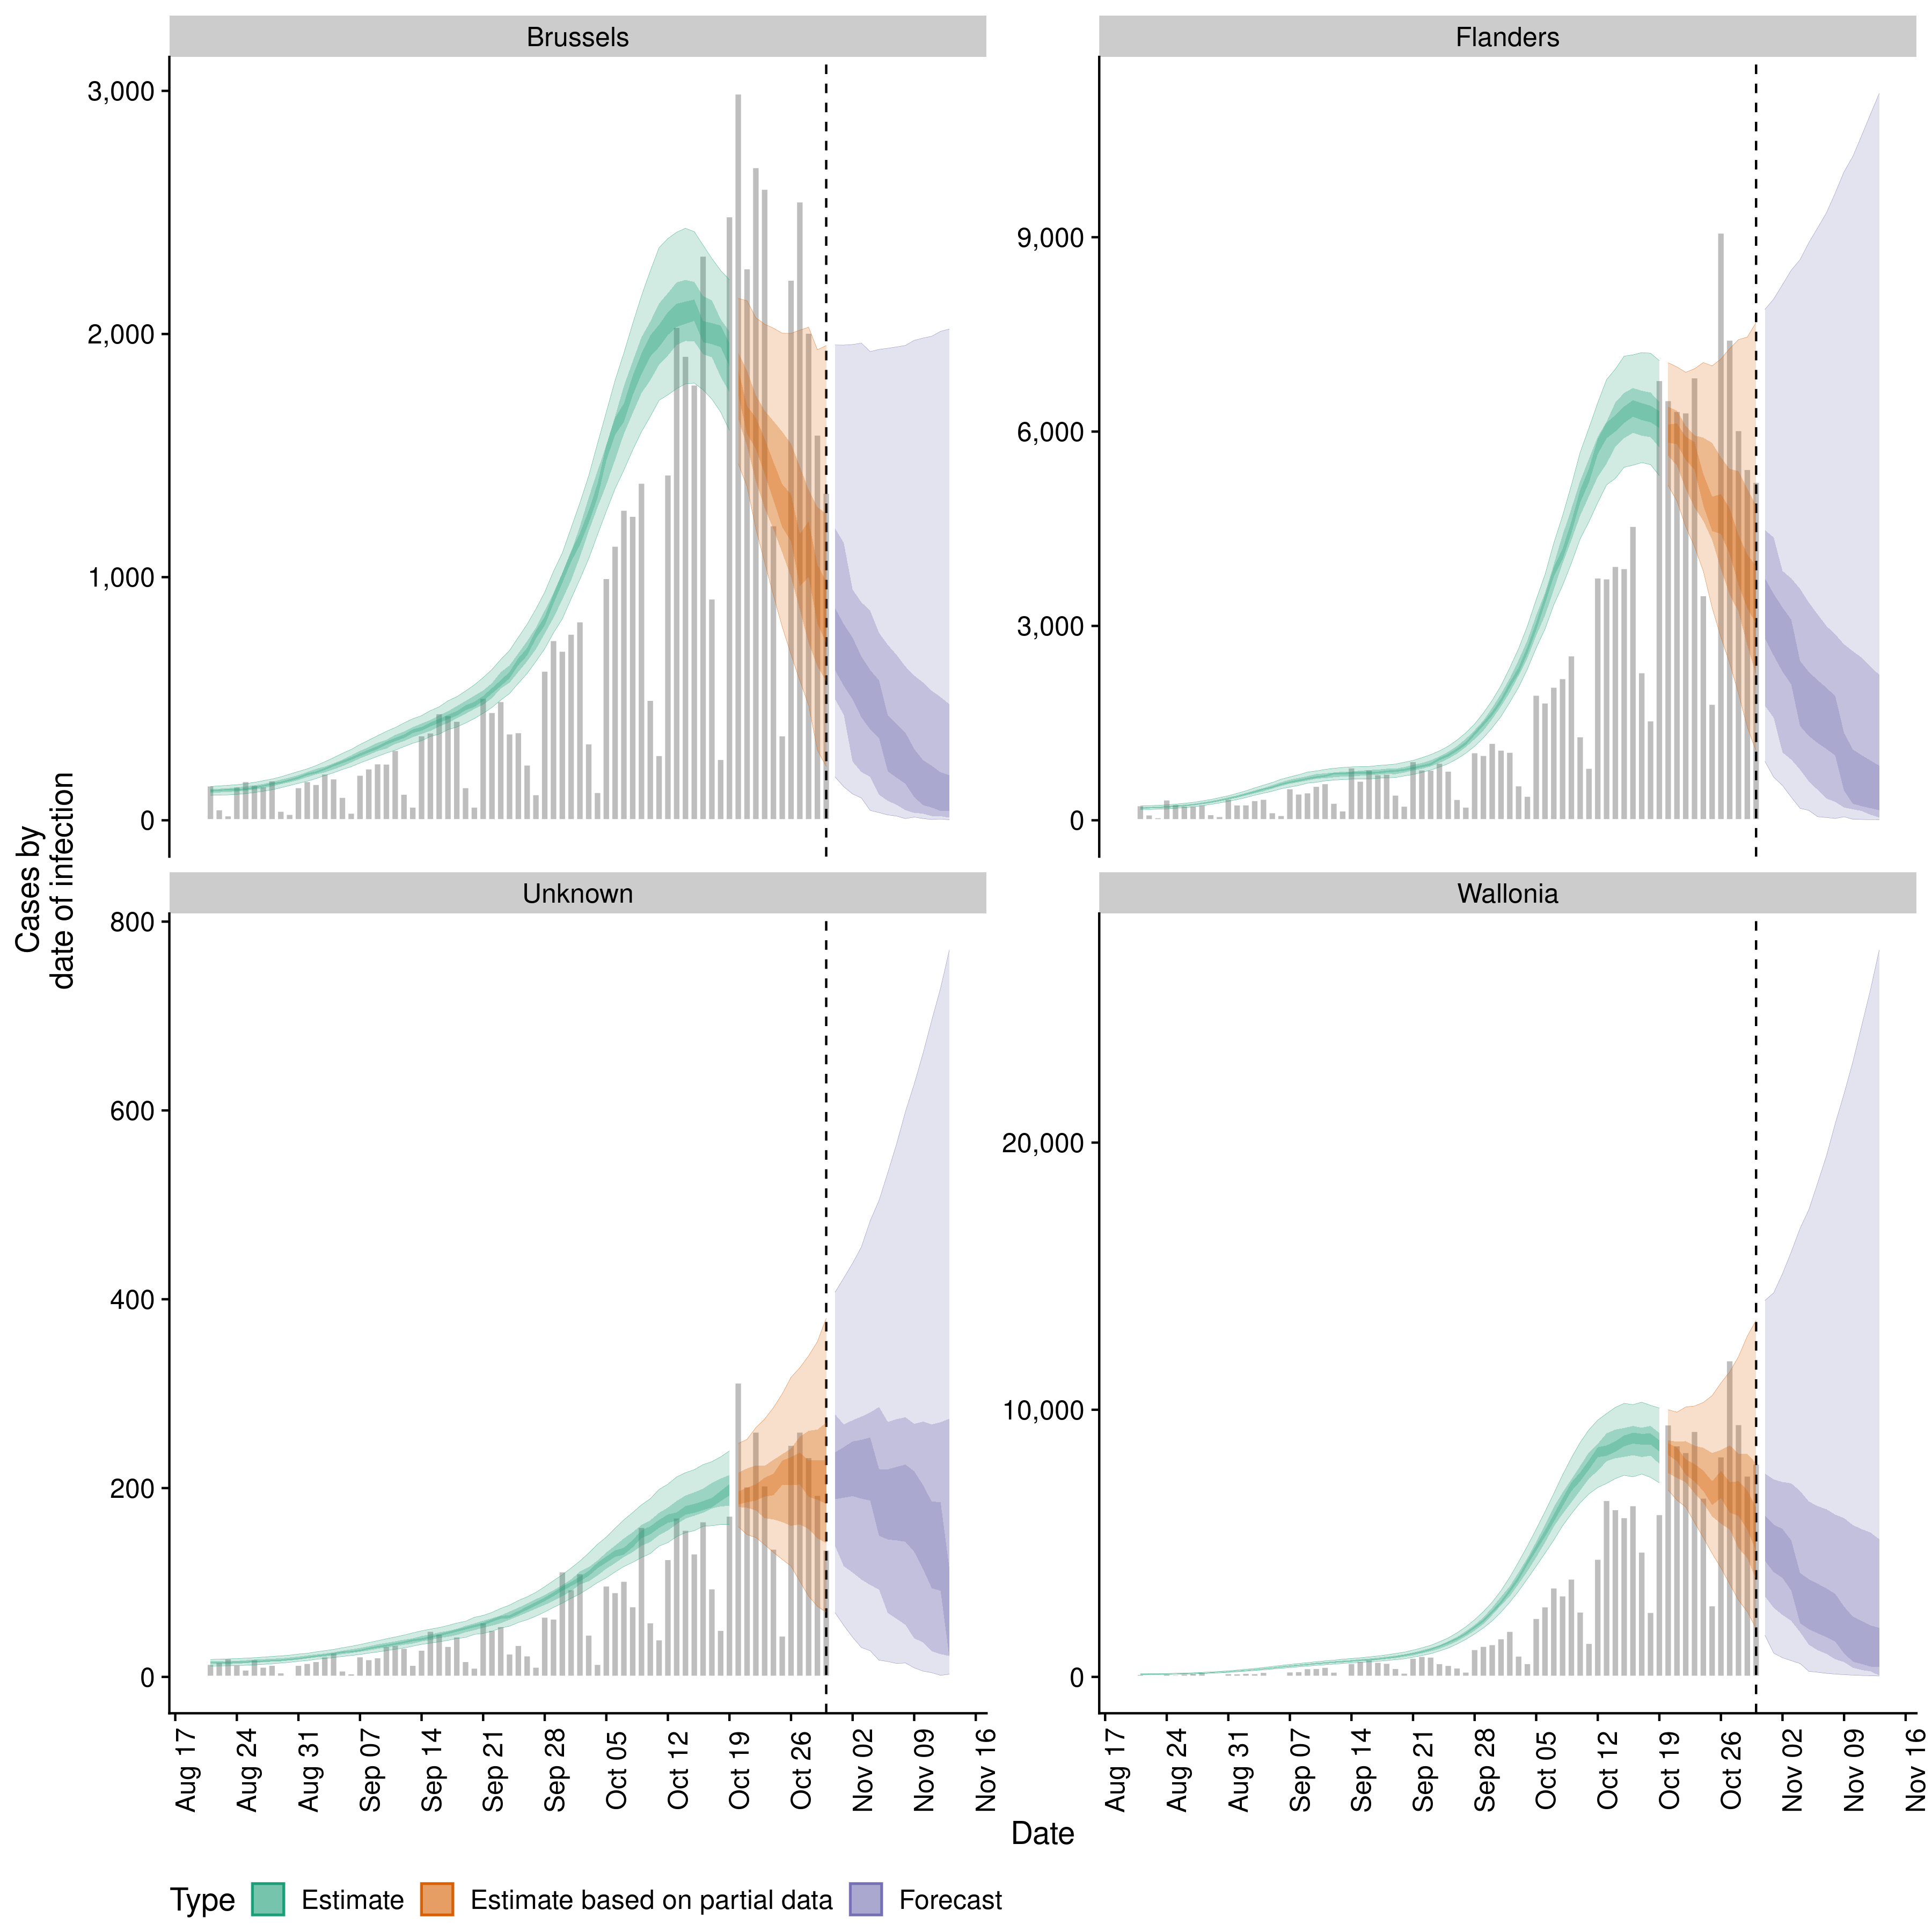 Brussels
Flanders
3,000
2,000
1,000
0
9,000
6,000
3,000
0
Cases by
date of infection
Unknown
Wallonia
800
600
400
200
0
20,000
10,000
0
Aug 17
Aug 24
Aug 31
Sep 07
Sep 14
Sep 21
Sep 28
Oct 05
Oct 12
Oct 19
Oct 26
Nov 02
Nov 09
Nov 16
Aug 17
Aug 24
Aug 31
Sep 07
Sep 14
Sep 21
Sep 28
Oct 05
Oct 12
Oct 19
Oct 26
Nov 02
Nov 09
Nov 16
Date
Type Estimate Estimate based on partial data Forecast